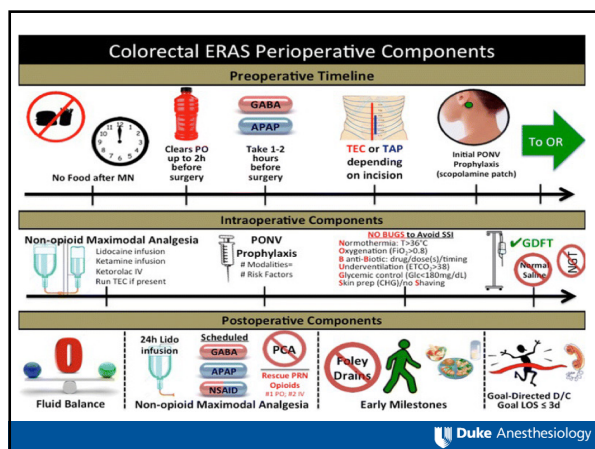 Colorectal ERAS Perioperative Components
Preoperative Timeline
No Food after MN
Clears PO
up to 2h before
surgery
GABA
APAP
Take 1-2
hours
before
surgery
TEC or TAP
depending
on incision
Initial PONV
Prophylaxis
(scopolamine patch)
To OR
Intraoperative Components
Non-opioid Maximodal Analgesia
Lidocaine infusion
Ketamine infusion
Ketorolac IV
Run TEC if present
PONV
Prophylaxis
# Modalities=
# Risk Factors
NO BUGS to Avoid SSI
Normothermia: T>36°C
Oxygenation (FiO2>0.8)
B anti-Biotic: drug/dose(s)/timing
Underventilation (ETCO2>38)
Glycemic control (Glc<180mg/dL)
Skin prep (CHG)/no Shaving
✓GDFT
Normal
Saline
NGT
Postoperative Components
0
Fluid Balance
24h Lido
infusion
Scheduled
GABA
APAP
NSAID
PCA
Rescue PRN
Opioids
#1 PO; #2 IV
Non-opioid Maximodal Analgesia
Foley
Drains
Early Milestones
Goal-Directed D/C
Goal LOS ≤ 3d
Duke Anesthesiology